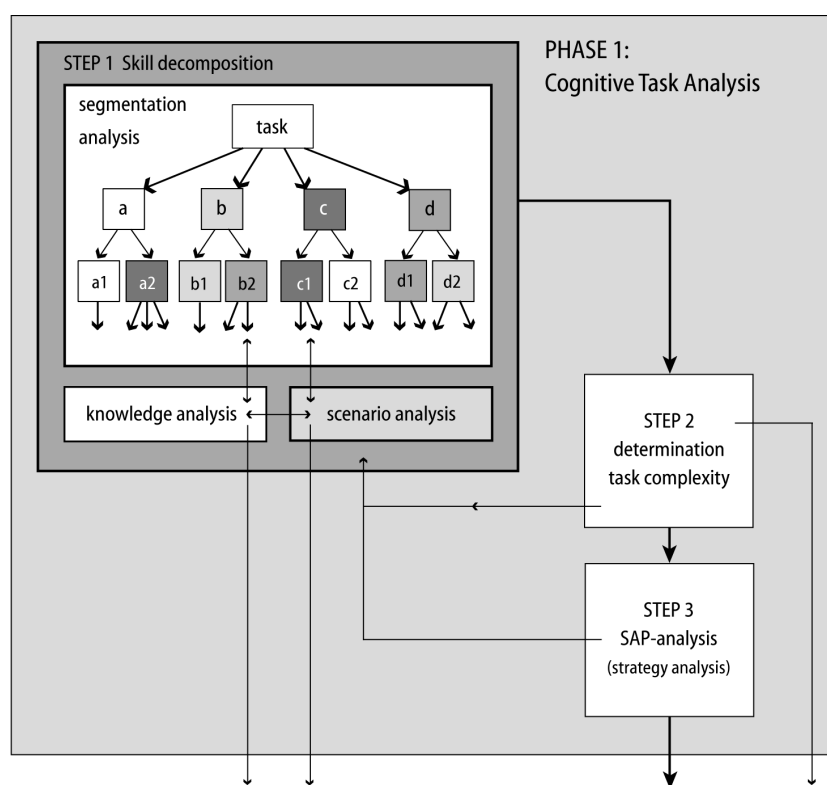 PHASE 1:
Cognitive Task Analysis
STEP 1 Skill decomposition
segmentation
analysis
task
a
b
c
d
a1
a2
b1
b2
c1
c2
d1
d2
knowledge analysis
scenario analysis
STEP 2
determination
task complexity
STEP 3
SAP-analysis
(strategy analysis)